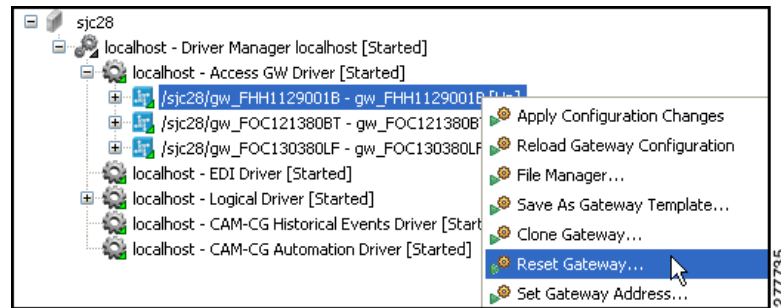 sjc28
localhost - Driver Manager localhost [Started]
localhost - Access GW Driver [Started]
/sjc28/gw_FHH1129001B - gw_FHH1129001B [Up]
/sjc28/gw_FOC121380BT - gw_FOC121380BT
/sjc28/gw_FOC130380LF - gw_FOC130380LF
localhost - EDI Driver [Started]
localhost - Logical Driver [Started]
localhost - CAM-CG Historical Events Driver [Start
localhost - CAM-CG Automation Driver [Started]
Apply Configuration Changes
Reload Gateway Configuration
File Manager...
Save As Gateway Template...
Clone Gateway...
Reset Gateway...
Set Gateway Address...